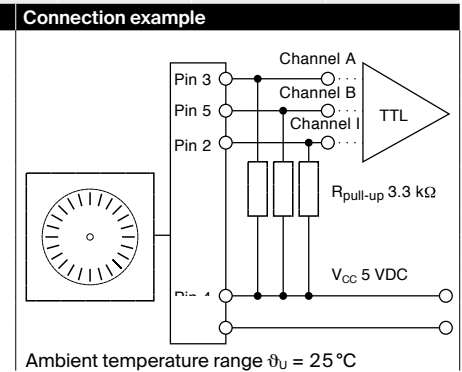 Connection example
Channel A
Pin 3
Channel B
Pin 5
TTL
Channel I
Pin 2
Rpull-up 3.3 kΩ
VCC 5 VDC
Ambient temperature range ϑU = 25°C